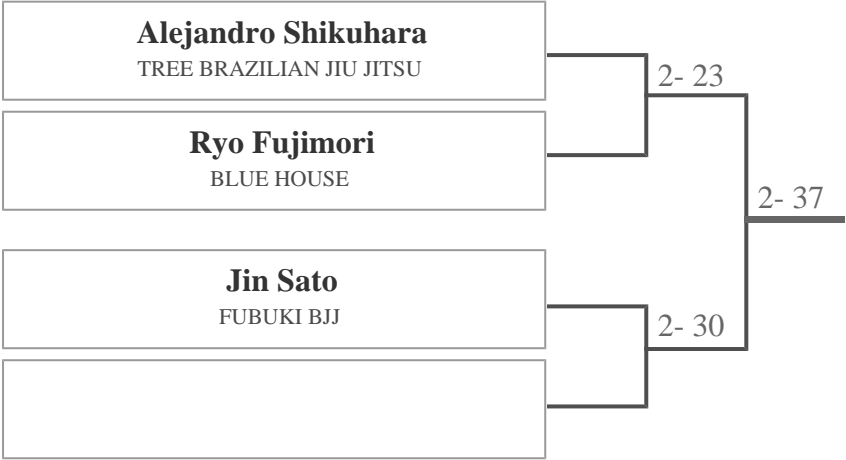 Alejandro Shikuhara
TREE BRAZILIAN JIU JITSU
2- 23
Ryo Fujimori
BLUE HOUSE
2- 37
Jin Sato
FUBUKI BJJ
2- 30